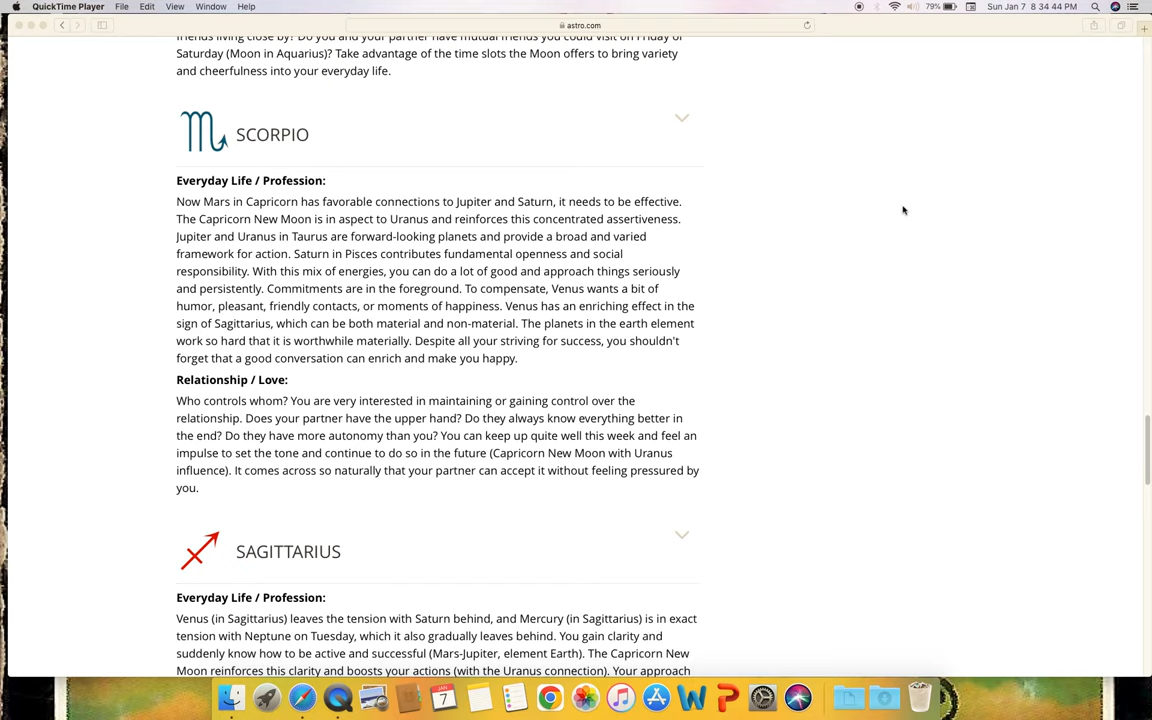 QuickTime Player File Edit View Window Help 79% Sun Jan 7 8 34 44 PM
astro.com
friends living close by? Do you and your partner have mutual friends you could visit on Friday or
Saturday (Moon in Aquarius)? Take advantage of the time slots the Moon offers to bring variety
and cheerfulness into your everyday life.
SCORPIO
Everyday Life / Profession:
Now Mars in Capricorn has favorable connections to Jupiter and Saturn, it needs to be effective.
The Capricorn New Moon is in aspect to Uranus and reinforces this concentrated assertiveness.
Jupiter and Uranus in Taurus are forward-looking planets and provide a broad and varied
framework for action. Saturn in Pisces contributes fundamental openness and social
responsibility. With this mix of energies, you can do a lot of good and approach things seriously
and persistently. Commitments are in the foreground. To compensate, Venus wants a bit of
humor, pleasant, friendly contacts, or moments of happiness. Venus has an enriching effect in the
sign of Sagittarius, which can be both material and non-material. The planets in the earth element
work so hard that it is worthwhile materially. Despite all your striving for success, you shouldn't
forget that a good conversation can enrich and make you happy.
Relationship / Love:
Who controls whom? You are very interested in maintaining or gaining control over the
relationship. Does your partner have the upper hand? Do they always know everything better in
the end? Do they have more autonomy than you? You can keep up quite well this week and feel an
impulse to set the tone and continue to do so in the future (Capricorn New Moon with Uranus
influence). It comes across so naturally that your partner can accept it without feeling pressured by
you.
SAGITTARIUS
Everyday Life / Profession:
Venus (in Sagittarius) leaves the tension with Saturn behind, and Mercury (in Sagittarius) is in exact
tension with Neptune on Tuesday, which it also gradually leaves behind. You gain clarity and
suddenly know how to be active and successful (Mars-Jupiter, element Earth). The Capricorn New
Moon reinforces this clarity and boosts your actions (with the Uranus connection). Your approach
JAN
7